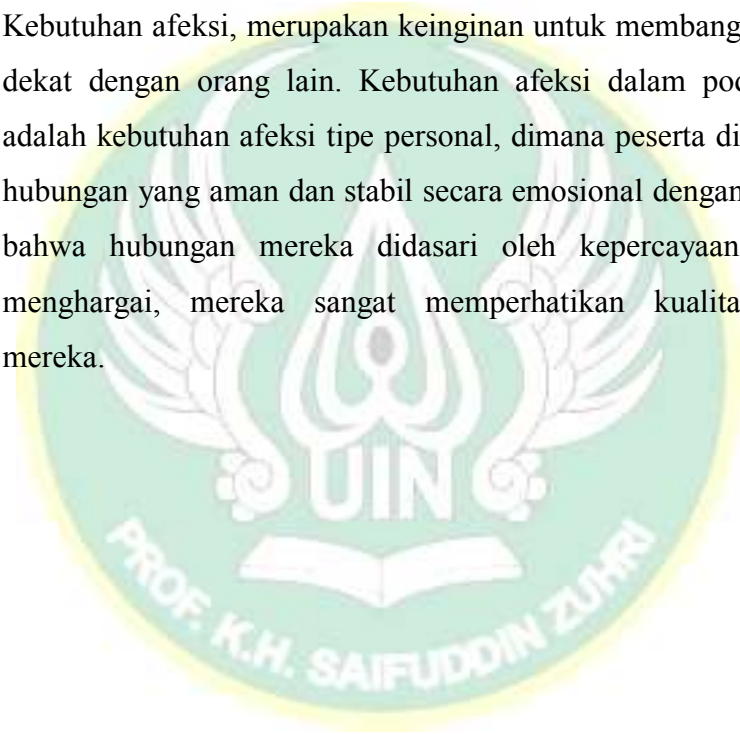 Kebutuhan afeksi, merupakan keinginan untuk membang
dekat dengan orang lain. Kebutuhan afeksi dalam pod
adalah kebutuhan afeksi tipe personal, dimana peserta di
hubungan yang aman dan stabil secara emosional dengan
bahwa hubungan mereka didasari oleh kepercayaan
menghargai, mereka sangat memperhatikan kualita
mereka.
UIN
PROF. K.H. SAIFUDDIN ZUHRI